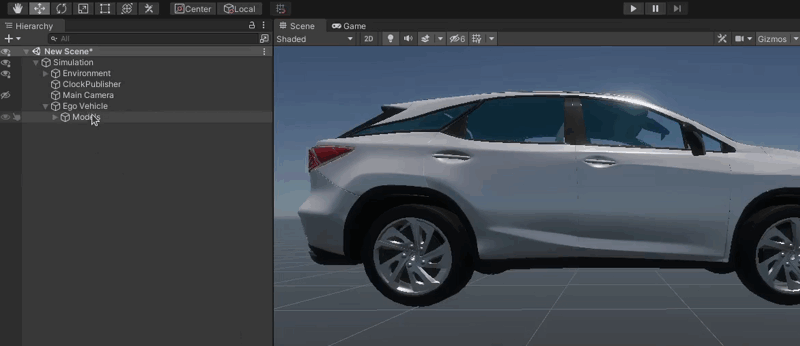 Center Local
Hierarchy
All
New Scene*
Simulation
Environment
ClockPublisher
Main Camera
Ego Vehicle
Models
Scene Game
Shaded 2D 6 Gizmos